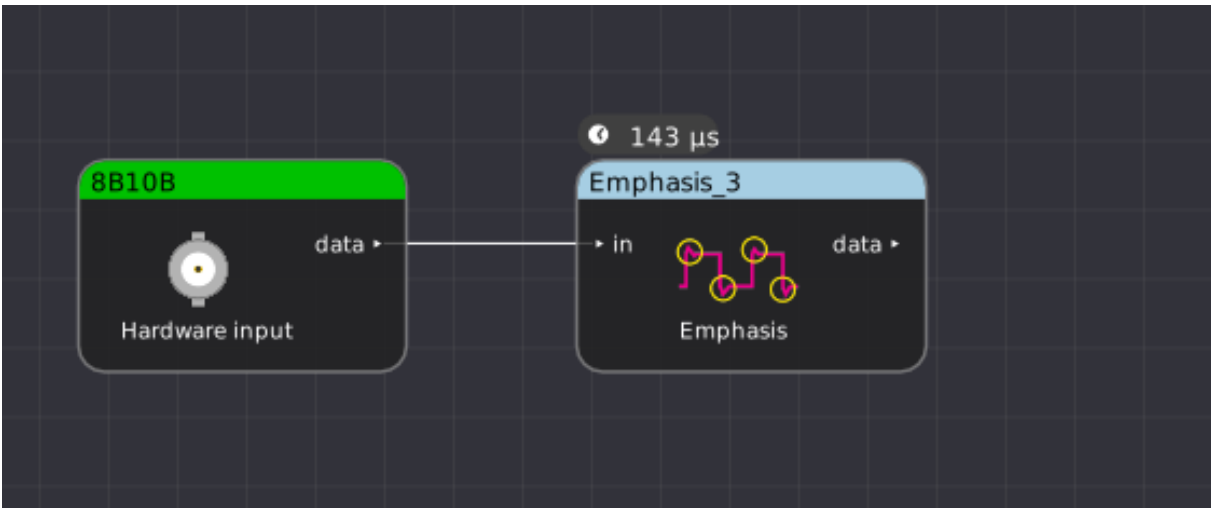 143 µs
8B10B
Emphasis_3
data
in
data
Hardware input
Emphasis